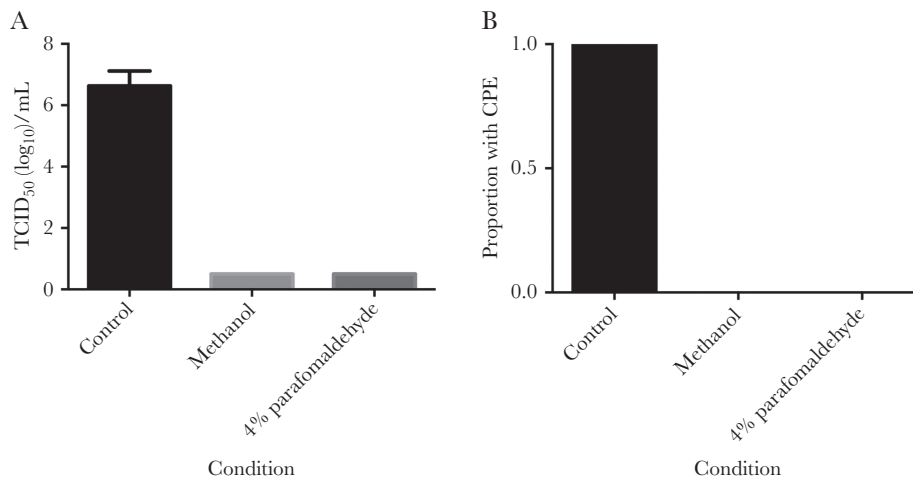 A
8
6
4
2
0
TCID50 (log10)/mL
Control
Methanol
4% parafomaldehyde
Condition
B
1.0
0.5
0.0
Proportion with CPE
Control
Methanol
4% parafomaldehyde
Condition